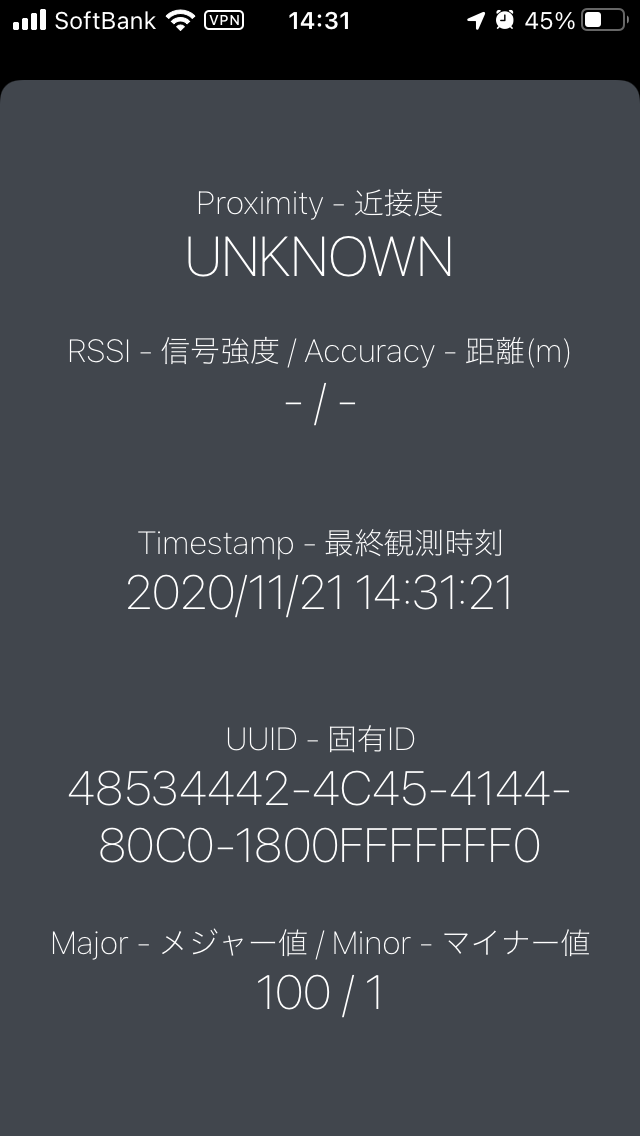 SoftBank VPN 14:31 45%
Proximity - 近接度
UNKNOWN
RSSI - 信号強度 / Accuracy - 距離(m)
- / -
Timestamp - 最終観測時刻
2020/11/21 14:31:21
UUID - 固有ID
48534442-4C45-4144-
80C0-1800FFFFFFF0
Major - メジャー値 / Minor - マイナー値
100 / 1